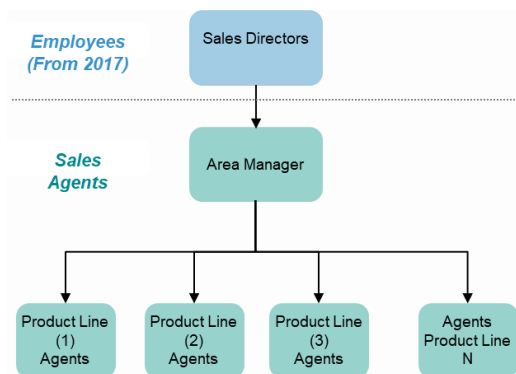 Employees
(From 2017)
Sales Directors
Sales
Agents
Area Manager
Product Line
(1)
Agents
Product Line
(2)
Agents
Product Line
(3)
Agents
Agents
Product Line
N